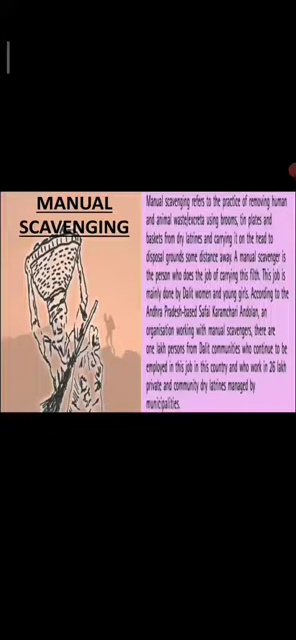 MANUAL
SCAVENGING
Manual scavenging refers to the practice of removing human
and animal waste/excreta using brooms, tin plates and
baskets from dry latrines and carrying it on the head to
disposal grounds some distance away. A manual scavenger is
the person who does the job of carrying this filth. This job is
mainly done by Dalit women and young girls. According to the
Andhra Pradesh-based Safai Karamchari Andolan, an
organisation working with manual scavengers, there are
one lakh persons from Dalit communities who continue to be
employed in this job in this country and who work in 26 lakh
private and community dry latrines managed by
municipalities.